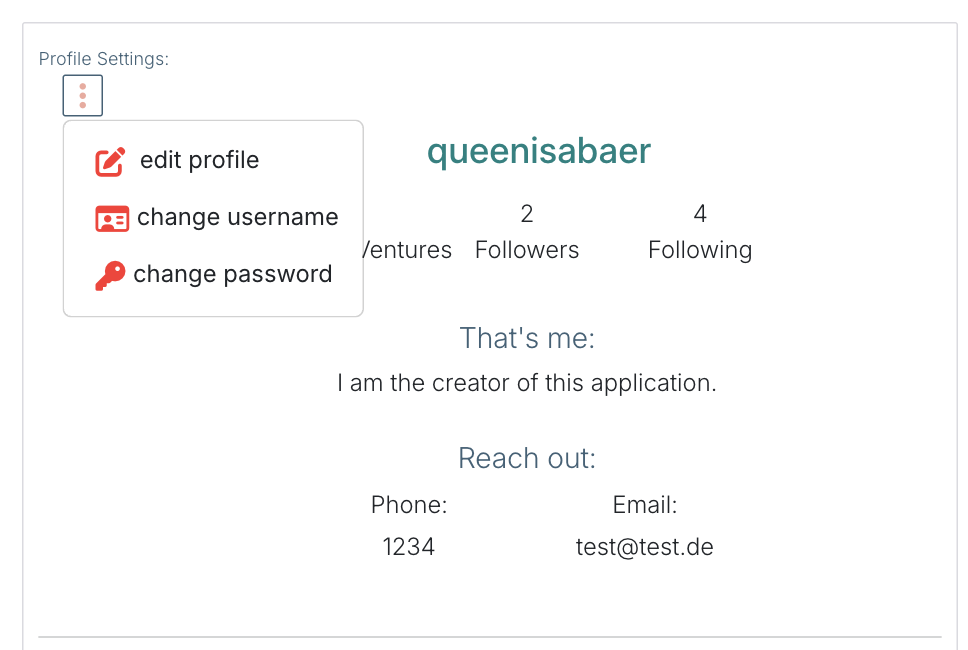 Profile Settings:
edit profile
change username
change password
queenisabaer
2 4
Followers Following
That's me:
I am the creator of this application.
Reach out:
Phone: Email:
1234 test@test.de